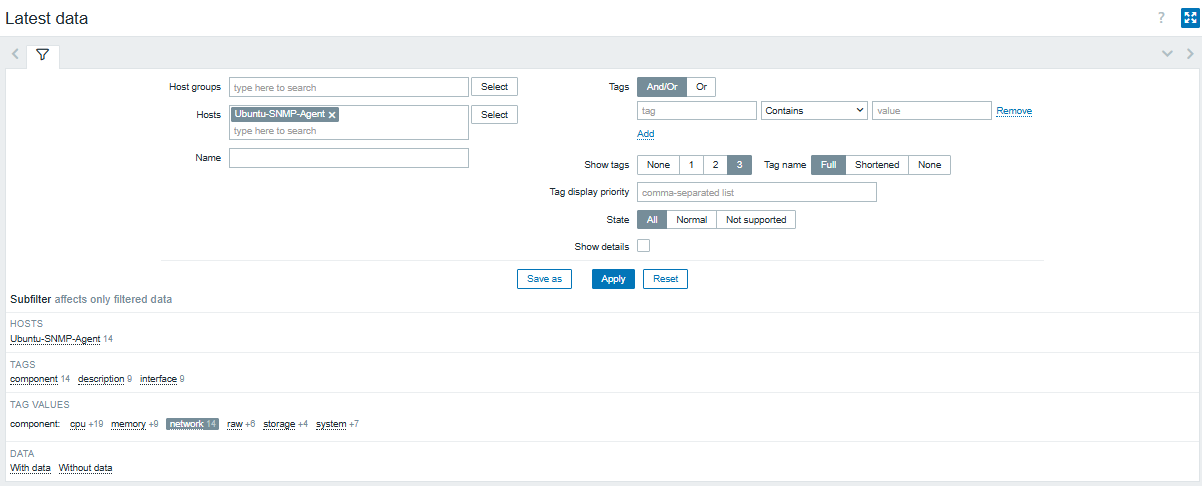 Latest data ?
Host groups type here to search Select Tags And/Or Or
Hosts Ubuntu-SNMP-Agent × Select tag Contains value Remove
type here to search
Add
Name
Show tags None 1 2 3 Tag name Full Shortened None
Tag display priority comma-separated list
State All Normal Not supported
Show details
Save as Apply Reset
Subfilter affects only filtered data
HOSTS
Ubuntu-SNMP-Agent 14
TAGS
component 14 description 9 interface 9
TAG VALUES
component: cpu +19 memory +9 network 14 raw +6 storage +4 system +7
DATA
With data Without data